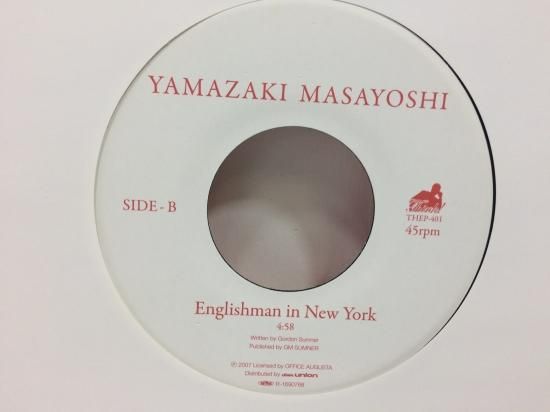 YAMAZAKI MASAYOSHI
SIDE - B
THEP-401
45rpm
Englishman in New York
4:58
Written by Gordon Sumner
Published by GM SUMNER
℗ 2007 Licensed by OFFICE AUGUSTA
Distributed by disk union